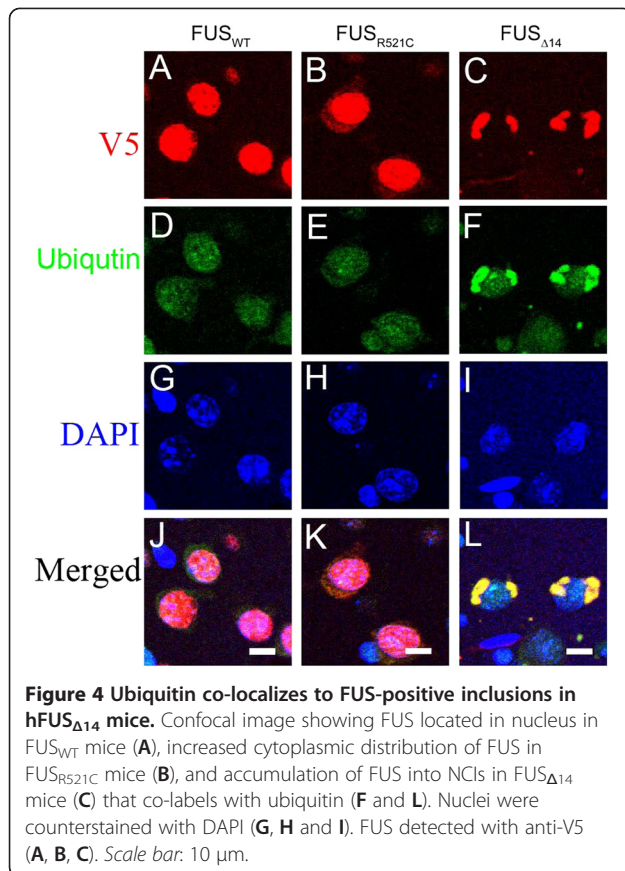 FUS_WT FUS_R521C FUS_Δ14
A B C
V5
D E F
Ubiqutin
G H I
DAPI
J K L
Merged
Figure 4 Ubiquitin co-localizes to FUS-positive inclusions in
hFUS_Δ14 mice. Confocal image showing FUS located in nucleus in
FUS_WT mice (A), increased cytoplasmic distribution of FUS in
FUS_R521C mice (B), and accumulation of FUS into NCIs in FUS_Δ14
mice (C) that co-labels with ubiquitin (F and L). Nuclei were
counterstained with DAPI (G, H and I). FUS detected with anti-V5
(A, B, C). Scale bar: 10 μm.